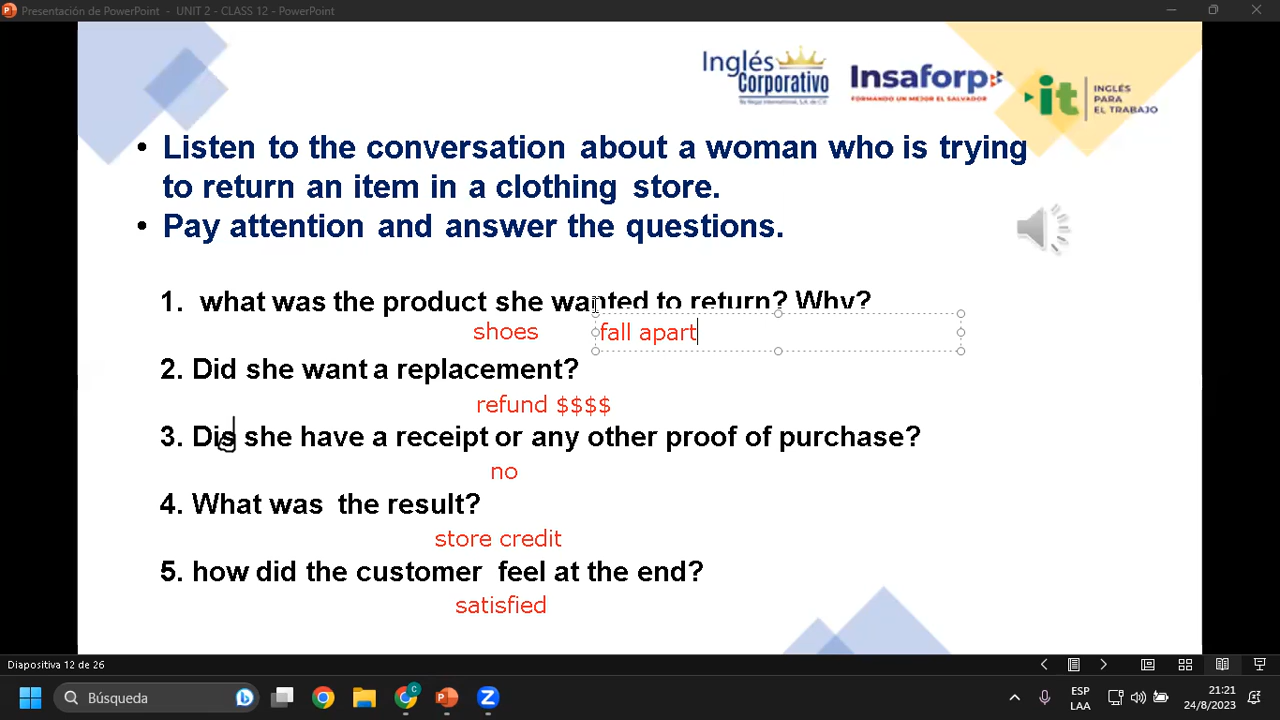 Presentación de PowerPoint - UNIT 2 - CLASS 12 - PowerPoint
Inglés
Corporativo
By Regal International, S.A. de C.V.
Insaforp
FORMANDO UN MEJOR EL SALVADOR
it
INGLÉS
PARA
EL TRABAJO
• Listen to the conversation about a woman who is trying
to return an item in a clothing store.
• Pay attention and answer the questions.
1. what was the product she wanted to return? Why?
shoes fall apart
2. Did she want a replacement?
refund $$$$
3. Dis she have a receipt or any other proof of purchase?
no
4. What was the result?
store credit
5. how did the customer feel at the end?
satisfied
Diapositiva 12 de 26
Búsqueda
ESP
LAA
21:21
24/8/2023